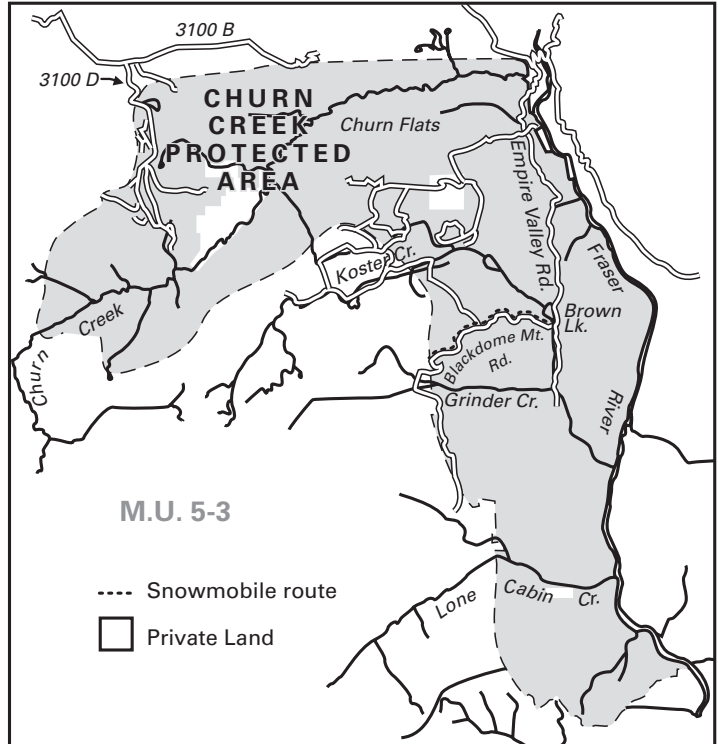 3100 B
3100 D
CHURN
CREEK
PROTECTED
AREA
Churn Flats
Empire Valley Rd.
Koster Cr.
Fraser
River
Brown
Lk.
Blackdome Mt.
Rd.
Grinder Cr.
Churn
Creek
M.U. 5-3
Snowmobile route
Private Land
Lone
Cabin
Cr.